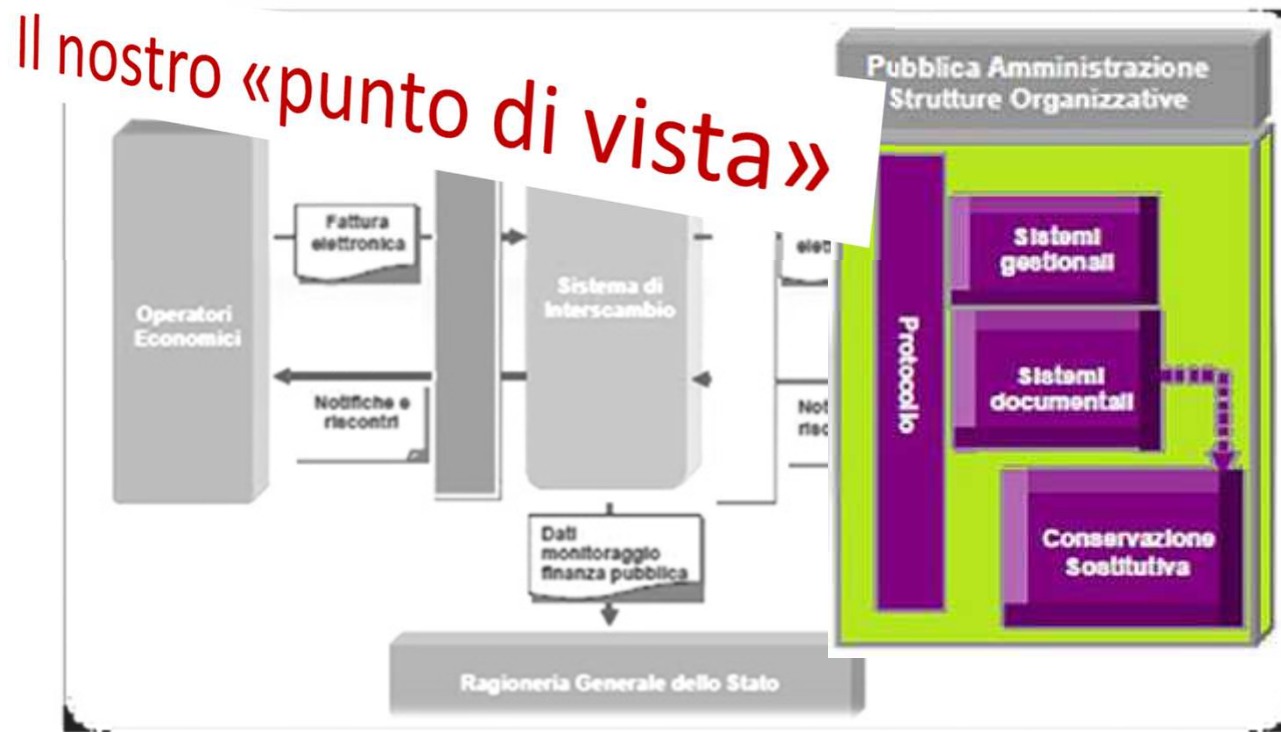 Il nostro «punto di vista»
Pubblica Amministrazione
Strutture Organizzative
Fattura
elettronica
Operatori
Economici
Sistema di
Interscambio
Notifiche e
riscontri
Dati
monitoraggio
finanza pubblica
Ragioneria Generale dello Stato
Protocollo
Sistemi
gestionali
Sistemi
documentali
Conservazione
Sostitutiva